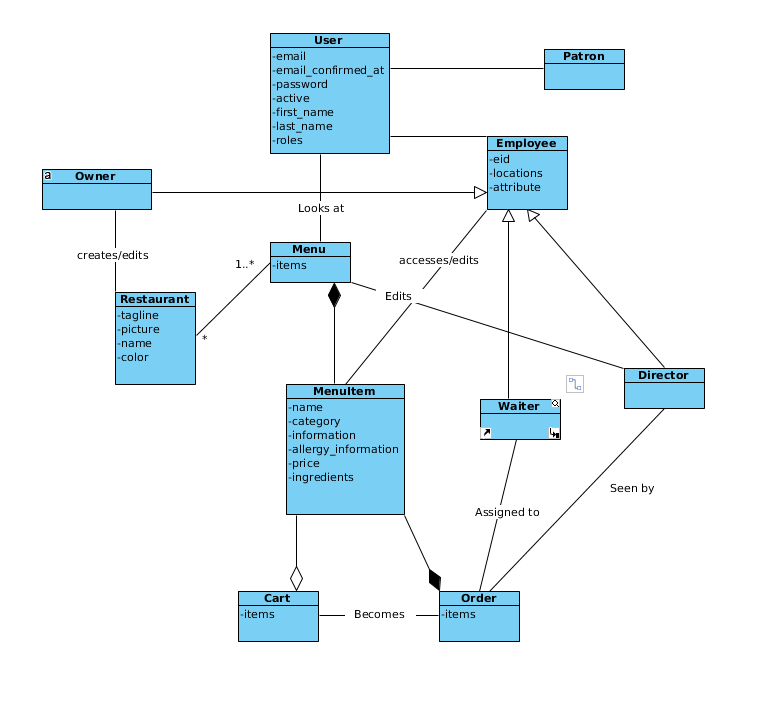 User
-email
-email_confirmed_at
-password
-active
-first_name
-last_name
-roles
Patron
Employee
-eid
-locations
-attribute
a
Owner
Looks at
creates/edits
Menu
-items
1..*
accesses/edits
Edits
Restaurant
-tagline
-picture
-name
-color
*
MenuItem
-name
-category
-information
-allergy_information
-price
-ingredients
Director
Waiter
Seen by
Assigned to
Cart
-items
Becomes
Order
-items